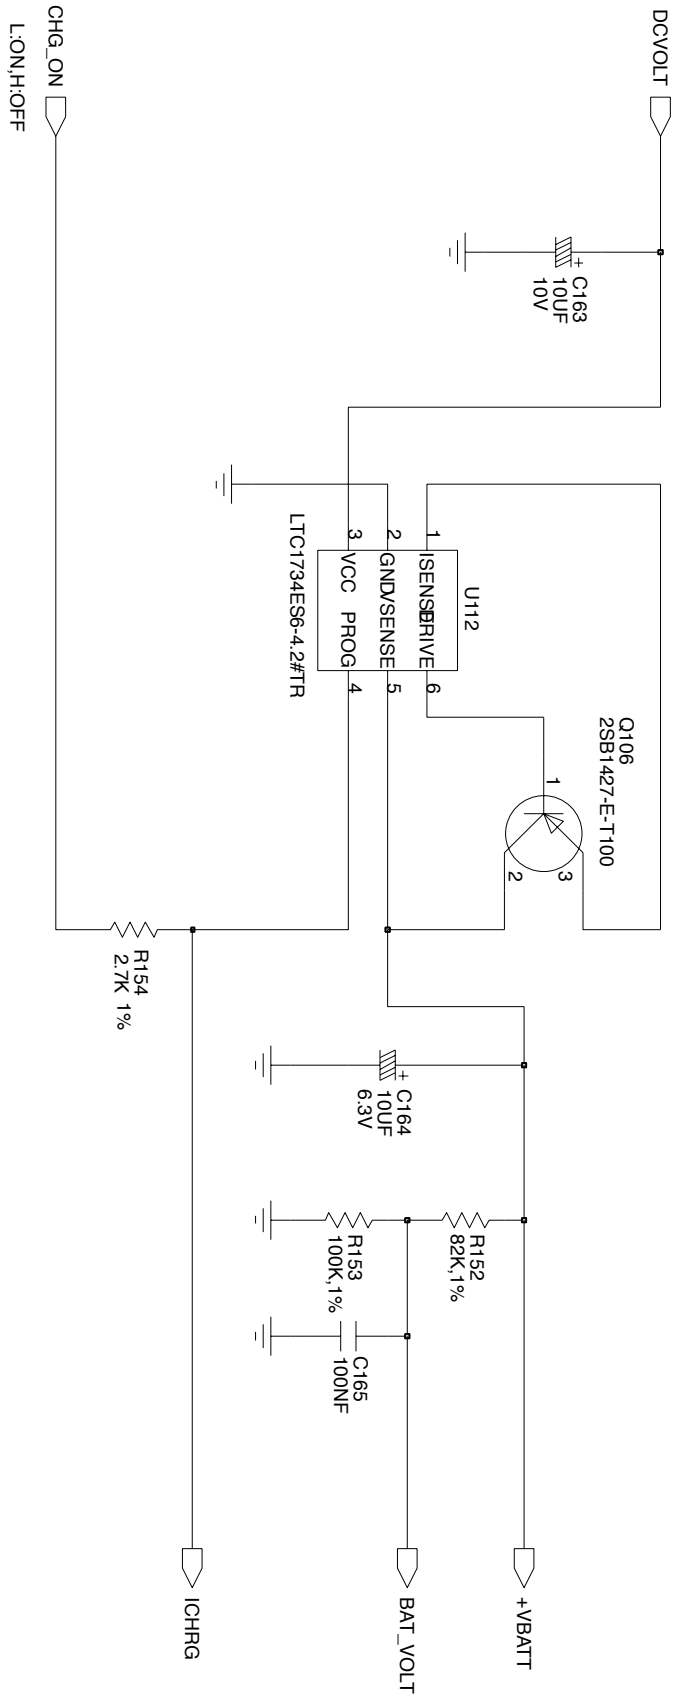 DCVOLT
CHG_ON
L:ON,H:OFF
C163
10UF
10V
+
U112
1
2
3
ISENSE
GND
VCC
DRIVE
VSENSE
PROG
6
5
4
LTC1734ES6-4.2#TR
Q106
2SB1427-E-T100
1
2
3
R154
2.7K 1%
C164
10UF
6.3V
+
R152
82K,1%
R153
100K,1%
C165
100NF
+VBATT
BAT_VOLT
ICHRG